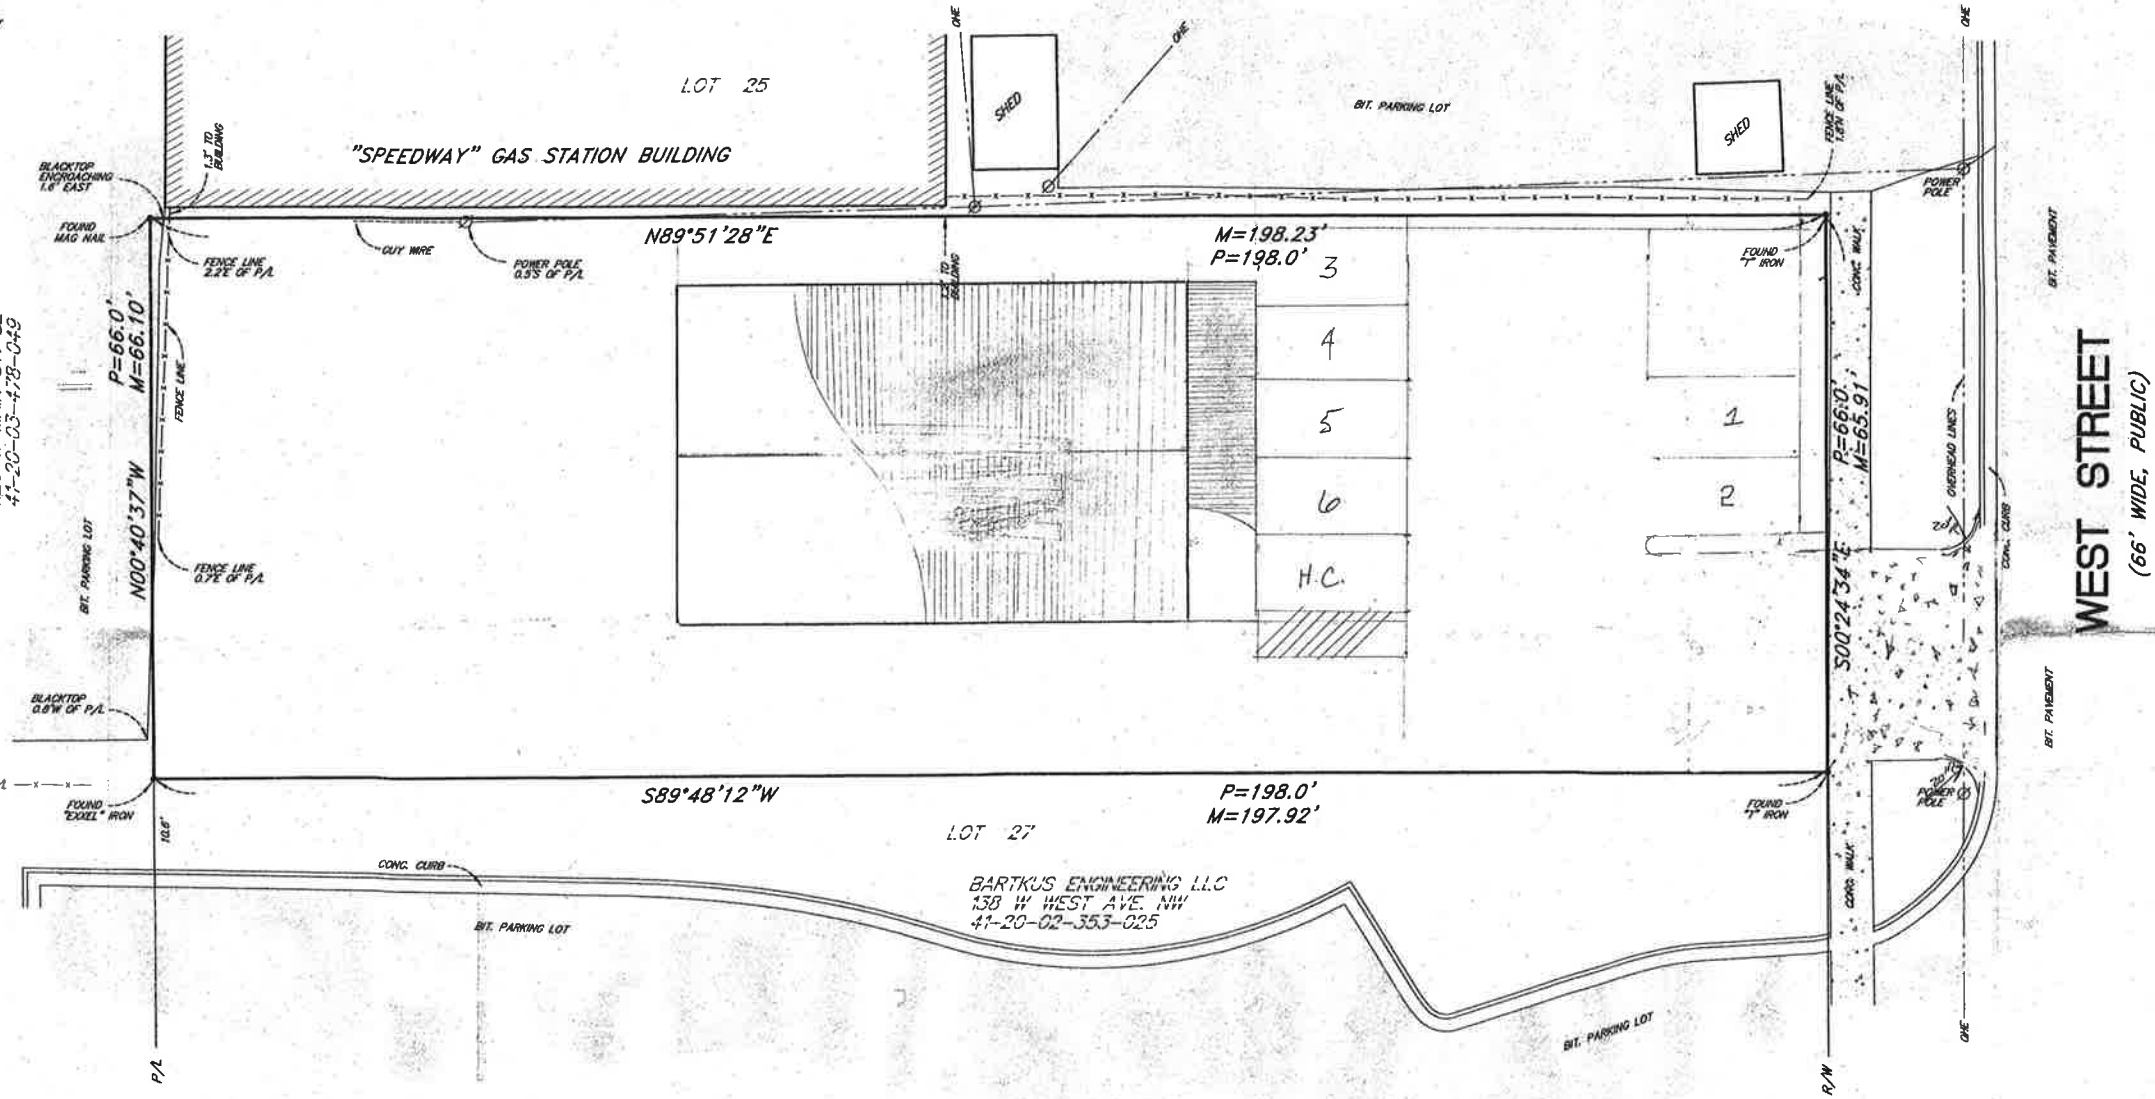 OHE
OHE
OHE
LOT 25
SHED
BIT. PARKING LOT
SHED
FENCE LINE
1.8'N OF P/L
"SPEEDWAY" GAS STATION BUILDING
1.3' TO
BUILDING
BLACKTOP
ENCROACHING
1.6' EAST
POWER
POLE
FOUND
MAG NAIL
GUY WIRE
N89°51'28"E
M=198.23'
P=198.0'
FOUND
"T" IRON
CONC. WALK
BIT. PAVEMENT
FENCE LINE
2.2'E OF P/L
POWER POLE
0.5'S OF P/L
1.2' TO
BUILDING
3
4
5
6
H.C.
1
2
P=66.0'
M=66.10'
N00°40'37"W
FENCE LINE
41-20-03-478-049
BIT. PARKING LOT
FENCE LINE
0.7'E OF P/L
P=66.0'
M=65.91'
S00°24'34"E
OVERHEAD LINES
CONC. CURB
WEST STREET
(66' WIDE, PUBLIC)
BLACKTOP
0.6'W OF P/L
BIT. PAVEMENT
FOUND
"EXXEL" IRON
10.6'
S89°48'12"W
P=198.0'
M=197.92'
FOUND
"T" IRON
POWER
POLE
LOT 27
CONC. CURB
BARTKUS ENGINEERING LLC
138 W WEST AVE. NW
41-20-02-353-025
CONC. WALK
BIT. PARKING LOT
BIT. PARKING LOT
P/L
R/W
OHE